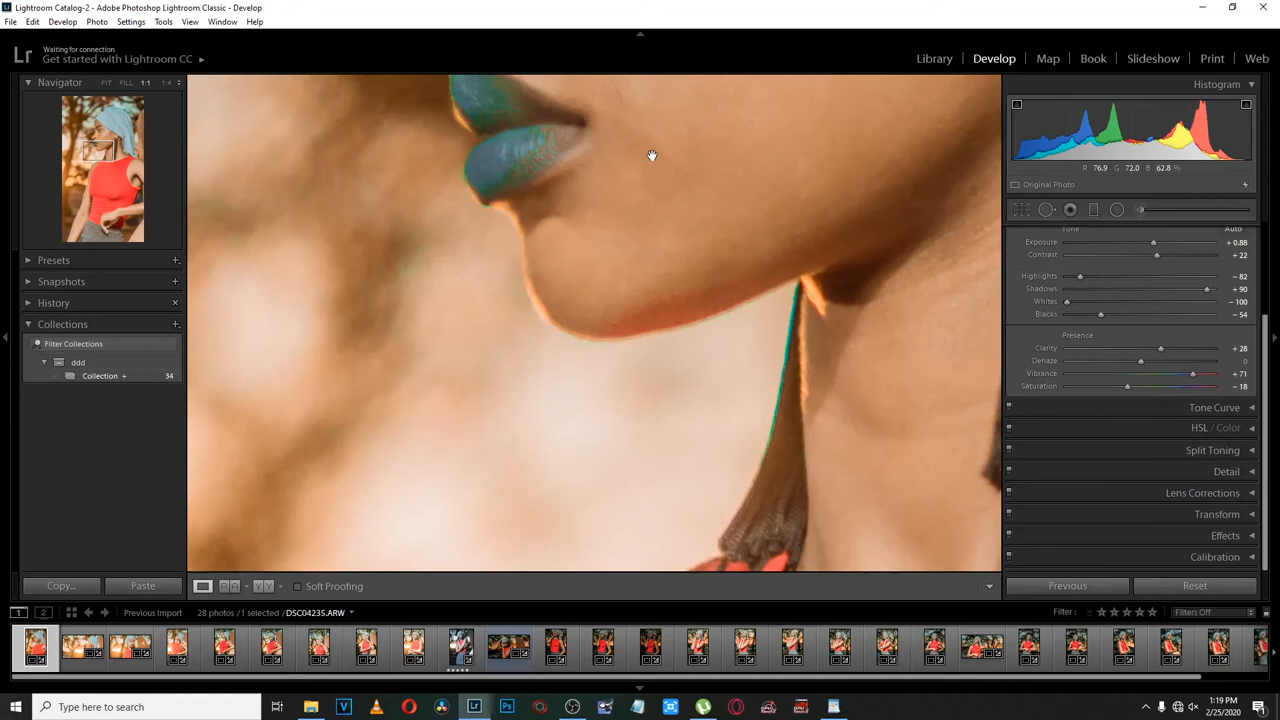 Lightroom Catalog-2 - Adobe Photoshop Lightroom Classic - Develop
File Edit Develop Photo Settings Tools View Window Help
Lr
Waiting for connection
Get started with Lightroom CC
Library | Develop | Map | Book | Slideshow | Print | Web
Navigator FIT FILL 1:1 1:4
Presets
Snapshots
History
Collections
Filter Collections
ddd
Collection + 34
Copy...
Paste
Soft Proofing
Histogram
R 76.9 G 72.0 B 62.8 %
Original Photo
Tone Auto
Exposure + 0.88
Contrast + 22
Highlights − 82
Shadows + 90
Whites − 100
Blacks − 54
Presence
Clarity + 28
Dehaze 0
Vibrance + 71
Saturation − 18
Tone Curve
HSL / Color
Split Toning
Detail
Lens Corrections
Transform
Effects
Calibration
Previous
Reset
1 2 Previous Import 28 photos / 1 selected / DSC04235.ARW
Filter : Filters Off
Type here to search
V
Lr
Ps
1:19 PM
2/25/2020